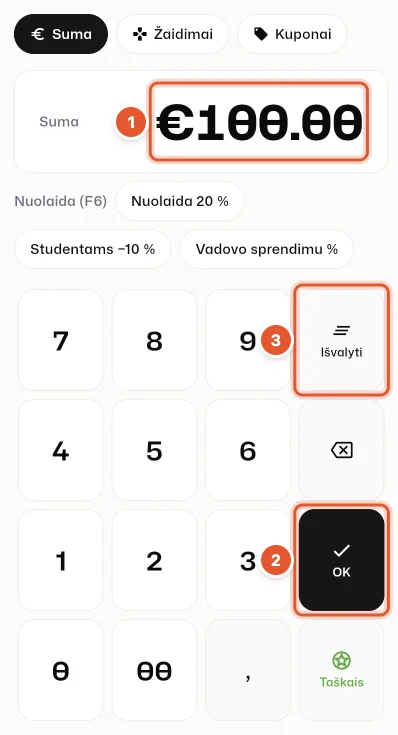 € Suma Žaidimai Kuponai
Suma 1 €100.00
Nuolaida (F6) Nuolaida 20 %
Studentams −10 % Vadovo sprendimu %
7 8 9 3 Išvalyti
4 5 6
1 2 3 2 OK
0 00 , Taškais